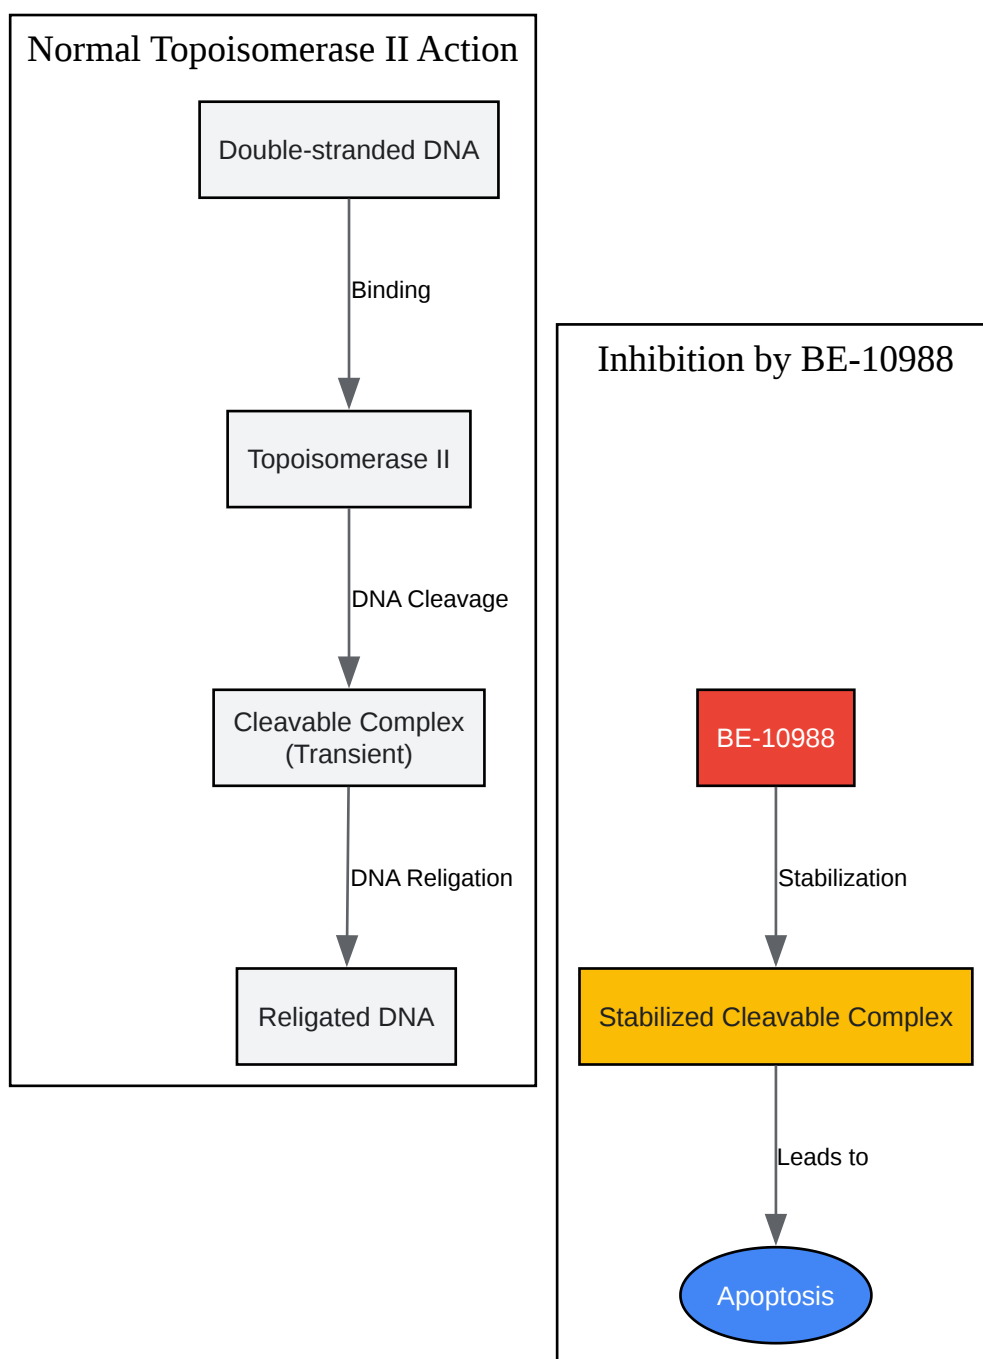 Normal Topoisomerase II Action
Double-stranded DNA
Binding
Topoisomerase II
DNA Cleavage
Cleavable Complex
(Transient)
DNA Religation
Religated DNA
Inhibition by BE-10988
BE-10988
Stabilization
Stabilized Cleavable Complex
Leads to
Apoptosis